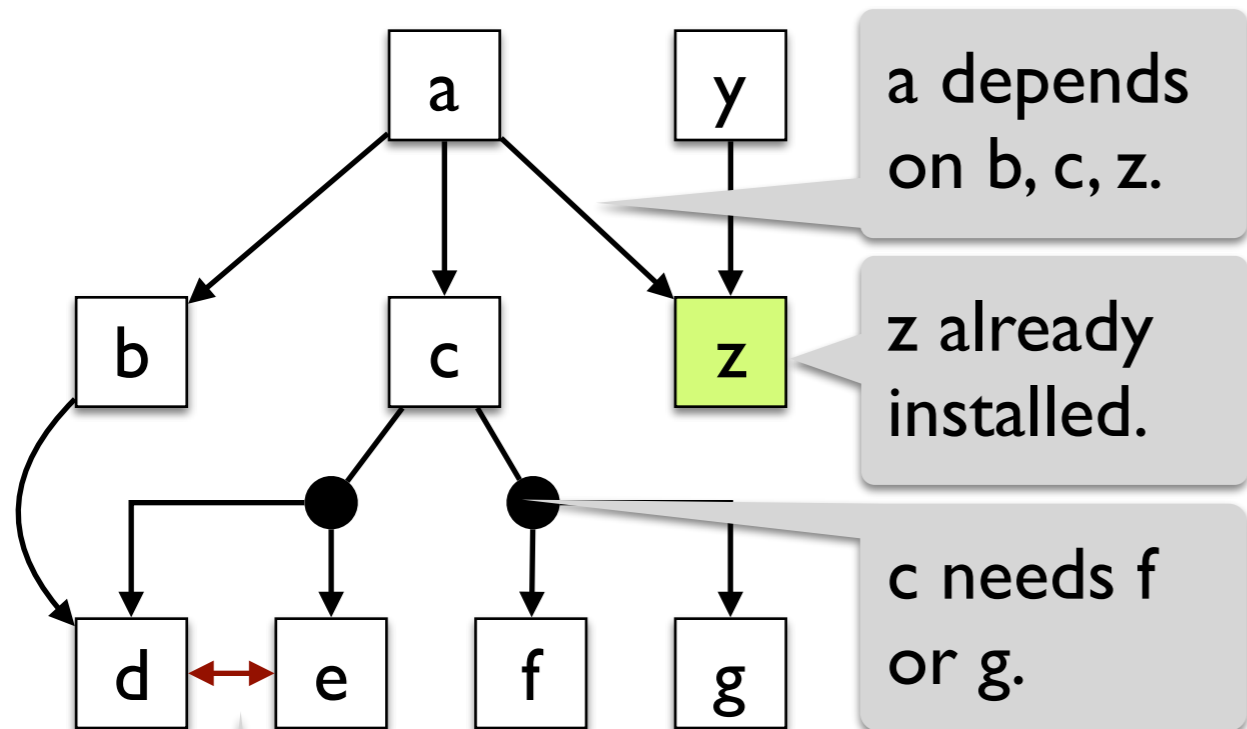 a
y
a depends
on b, c, z.
b
c
z
z already
installed.
c needs f
or g.
d
e
f
g